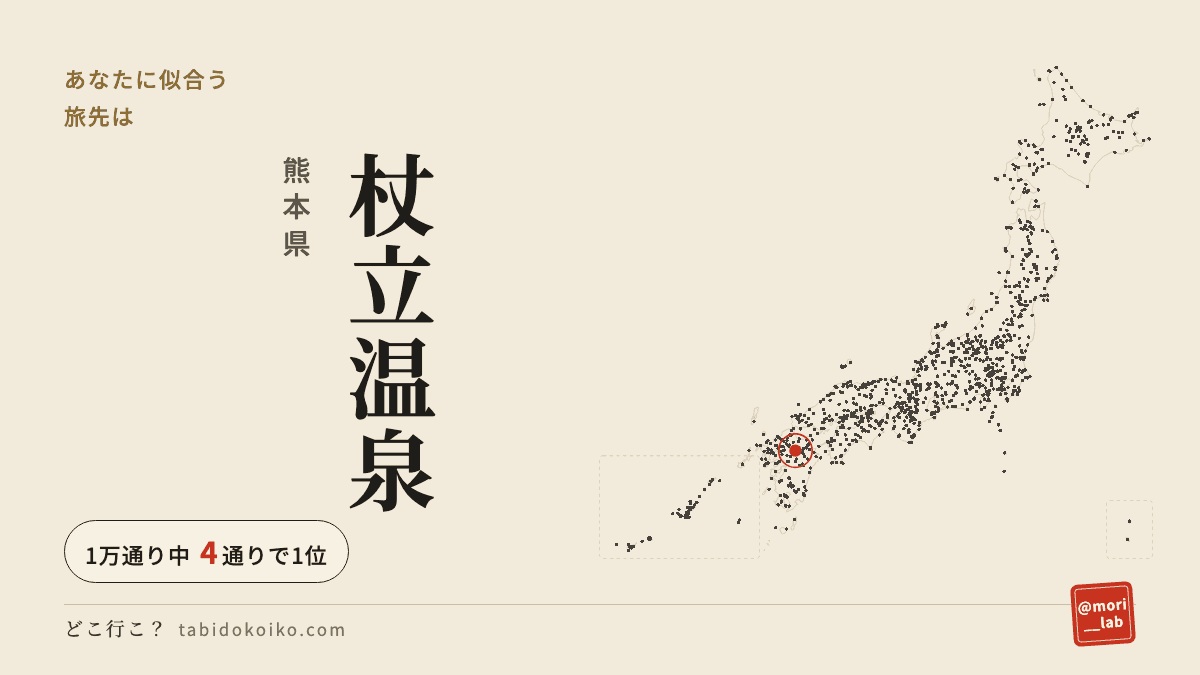 あなたに似合う
旅先は
熊本県
杖立温泉
1万通り中 4通りで1位
どこ行こ？ tabidokoiko.com
@mori
__lab